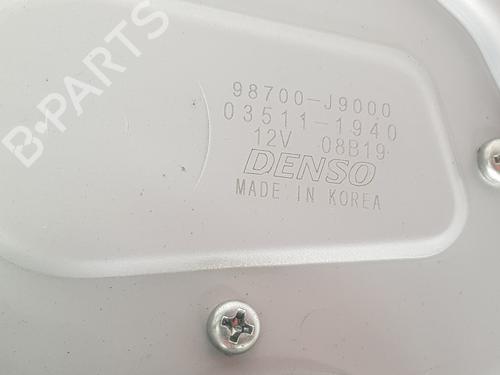 B-PARTS
98700-J9000
03511-1940
12V 08B19
DENSO
MADE IN KOREA